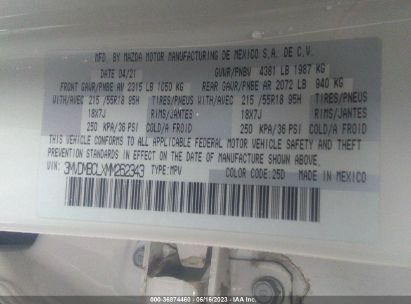 MFD. BY MAZDA MOTOR MANUFACTURING DE MEXICO S.A. DE C.V.
DATE 04/21 GVWR/PNBV 4381 LB 1987 KG
FRONT GAWR/PNBE AV 2315 LB 1050 KG REAR GAWR/PNBE AR 2072 LB 940 KG
WITH/AVEC 215 /55R18 95H TIRES/PNEUS WITH/AVEC 215 /55R18 95H TIRES/PNEUS
18X7J RIMS/JANTES 18X7J RIMS/JANTES
250 KPA/36 PSI COLD/A FROID 250 KPA/36 PSI COLD/A FROID
THIS VEHICLE CONFORMS TO ALL APPLICABLE FEDERAL MOTOR VEHICLE SAFETY AND THEFT
PREVENTION STANDARDS IN EFFECT ON THE DATE OF MANUFACTURE SHOWN ABOVE.
VIN: 3MVDMBCLXMM252343 TYPE: MPV
COLOR CODE: 25D MADE IN MEXICO
000-36874460 - 06/16/2023 - IAAI